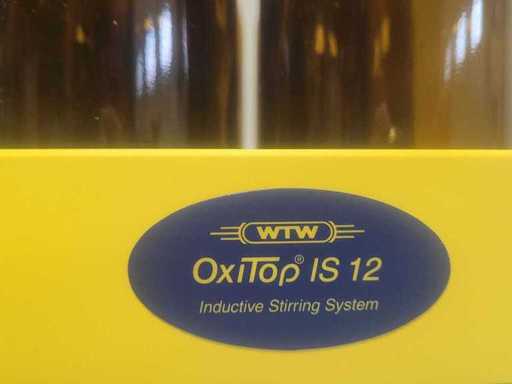 WTW
OxiTop® IS 12
Inductive Stirring System